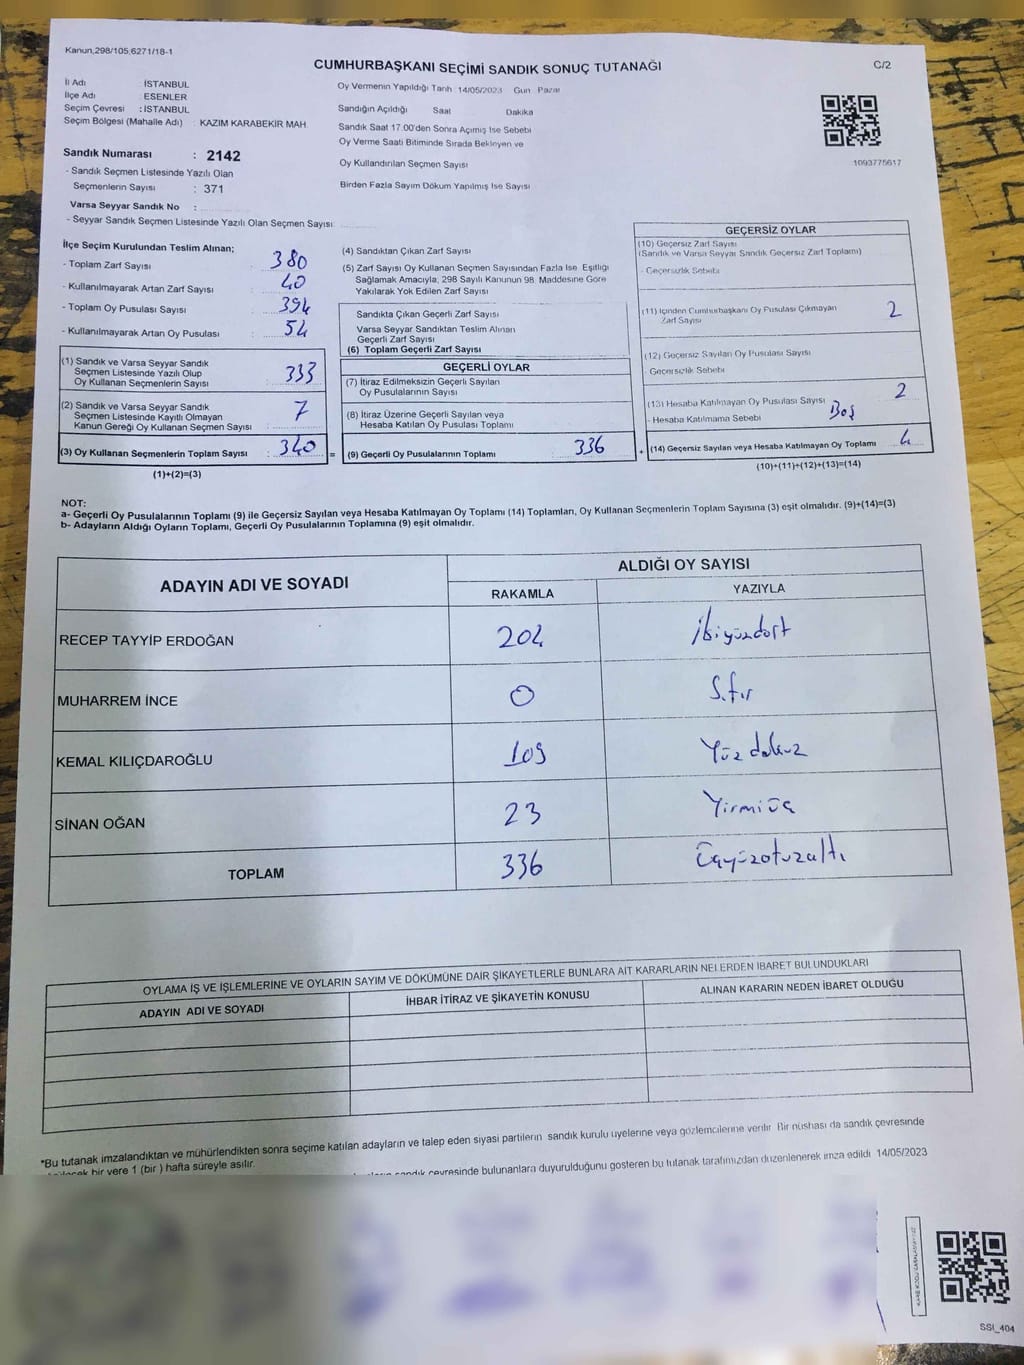 Kanun,298/105,6271/18-1
CUMHURBAŞKANI SEÇİMİ SANDIK SONUÇ TUTANAĞI
C/2
İl Adı İSTANBUL
İlçe Adı ESENLER
Seçim Çevresi : İSTANBUL
Seçim Bölgesi (Mahalle Adı) : KAZIM KARABEKİR MAH.
Sandık Numarası : 2142
- Sandık Seçmen Listesinde Yazılı Olan
Seçmenlerin Sayısı : 371
Varsa Seyyar Sandık No :
- Seyyar Sandık Seçmen Listesinde Yazılı Olan Seçmen Sayısı
Oy Vermenin Yapıldığı Tarih 14/05/2023 Gün Pazar
Sandığın Açıldığı Saat Dakika
Sandık Saat 17.00'den Sonra Açımış İse Sebebi
Oy Verme Saati Bitiminde Sırada Bekleyen ve
Oy Kullandırılan Seçmen Sayısı
Birden Fazla Sayım Döküm Yapılmış İse Sayısı
1093775617
İlçe Seçim Kurulundan Teslim Alınan;
- Toplam Zarf Sayısı : 380
- Kullanılmayarak Artan Zarf Sayısı : 40
- Toplam Oy Pusulası Sayısı : 394
- Kullanılmayarak Artan Oy Pusulası : 54
(1) Sandık ve Varsa Seyyar Sandık
Seçmen Listesinde Yazılı Olup
Oy Kullanan Seçmenlerin Sayısı 333
(2) Sandık ve Varsa Seyyar Sandık
Seçmen Listesinde Kayıtlı Olmayan
Kanun Gereği Oy Kullanan Seçmen Sayısı : 7
(3) Oy Kullanan Seçmenlerin Toplam Sayısı 340 =
(1)+(2)=(3)
(4) Sandıktan Çıkan Zarf Sayısı
(5) Zarf Sayısı Oy Kullanan Seçmen Sayısından Fazla İse Eşitliği
Sağlamak Amacıyla, 298 Sayılı Kanunun 98. Maddesine Göre
Yakılarak Yok Edilen Zarf Sayısı
Sandıkta Çıkan Geçerli Zarf Sayısı
Varsa Seyyar Sandıktan Teslim Alınan
Geçerli Zarf Sayısı
(6) Toplam Geçerli Zarf Sayısı
GEÇERLİ OYLAR
(7) İtiraz Edilmeksizin Geçerli Sayılan
Oy Pusulalarının Sayısı
(8) İtiraz Üzerine Geçerli Sayılan veya
Hesaba Katılan Oy Pusulası Toplamı
(9) Geçerli Oy Pusulalarının Toplamı 336 +
GEÇERSİZ OYLAR
(10) Geçersiz Zarf Sayısı
(Sandık ve Varsa Seyyar Sandık Geçersiz Zarf Toplamı)
- Geçersizlik Sebebi
(11) İçinden Cumhurbaşkanı Oy Pusulası Çıkmayan
Zarf Sayısı 2
(12) Geçersiz Sayılan Oy Pusulası Sayısı
- Geçersizlik Sebebi
(13) Hesaba Katılmayan Oy Pusulası Sayısı 2
- Hesaba Katılmama Sebebi Boş
(14) Geçersiz Sayılan veya Hesaba Katılmayan Oy Toplamı 4
(10)+(11)+(12)+(13)=(14)
NOT:
a- Geçerli Oy Pusulalarının Toplamı (9) ile Geçersiz Sayılan veya Hesaba Katılmayan Oy Toplamı (14) Toplamları, Oy Kullanan Seçmenlerin Toplam Sayısına (3) eşit olmalıdır. (9)+(14)=(3)
b- Adayların Aldığı Oyların Toplamı, Geçerli Oy Pusulalarının Toplamına (9) eşit olmalıdır.
ADAYIN ADI VE SOYADI
ALDIĞI OY SAYISI
RAKAMLA YAZIYLA
RECEP TAYYİP ERDOĞAN 204 İkiyüzdört
MUHARREM İNCE 0 Sıfır
KEMAL KILIÇDAROĞLU 109 Yüz dokuz
SİNAN OĞAN 23 Yirmiüç
TOPLAM 336 Üçyüzotuzaltı
OYLAMA İŞ VE İŞLEMLERİNE VE OYLARIN SAYIM VE DÖKÜMÜNE DAİR ŞİKAYETLERLE BUNLARA AİT KARARLARIN NELERDEN İBARET BULUNDUKLARI
ADAYIN ADI VE SOYADI İHBAR İTİRAZ VE ŞİKAYETİN KONUSU ALINAN KARARIN NEDEN İBARET OLDUĞU
*Bu tutanak imzalandıktan ve mühürlendikten sonra seçime katılan adayların ve talep eden siyasi partilerin sandık kurulu üyelerine veya gözlemcilerine verilir. Bir nüshası da sandık çevresinde
bir yere 1 (bir ) hafta süreyle asılır.
sandık çevresinde bulunanlara duyurulduğunu gösteren bu tutanak tarafımızdan düzenlenerek imza edildi 14/05/2023
SSI_404